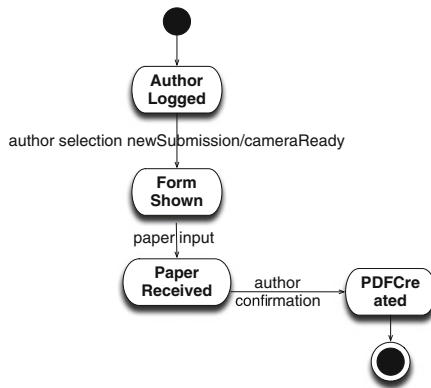 Author
Logged
author selection newSubmission/cameraReady
Form
Shown
paper input
Paper
Received
author
confirmation
PDFCre
ated